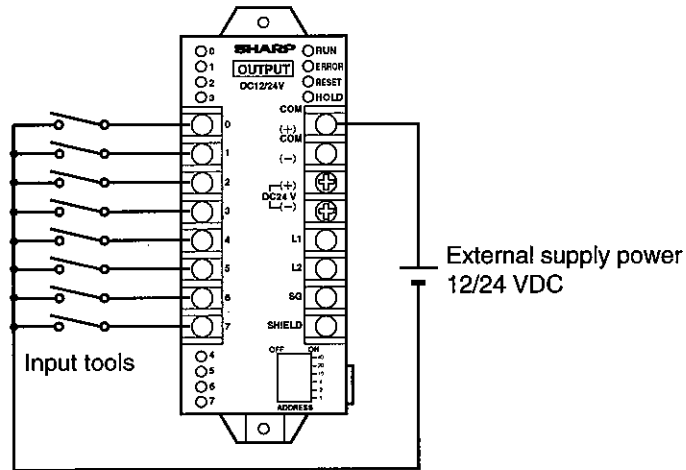 0 SHARP RUN
1 OUTPUT ERROR
2 DC12/24V RESET
3 HOLD
COM
0 (+)
COM
1 (-)
2 (+)
DC24 V
3 (-)
4 L1
5 L2
6 SG
7 SHIELD
External supply power
12/24 VDC
Input tools
4 OFF ON
5
6
7
ADDRESS